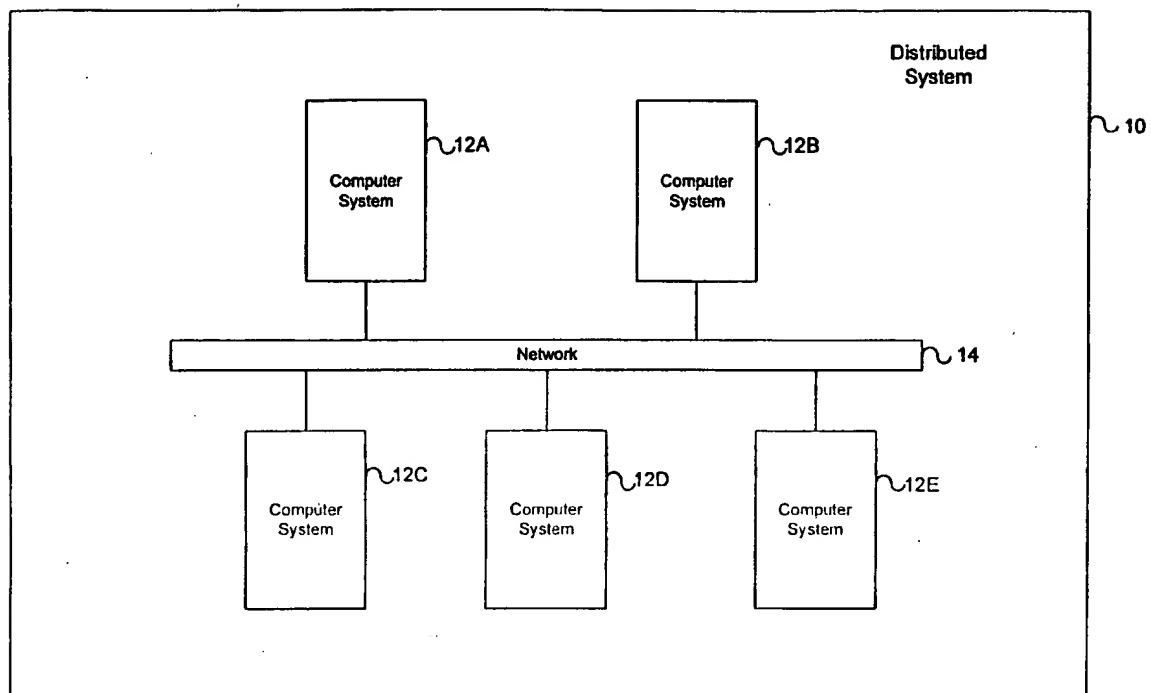 Distributed
System
10
12A
12B
Computer
System
Computer
System
Network
14
12C
12D
12E
Computer
System
Computer
System
Computer
System